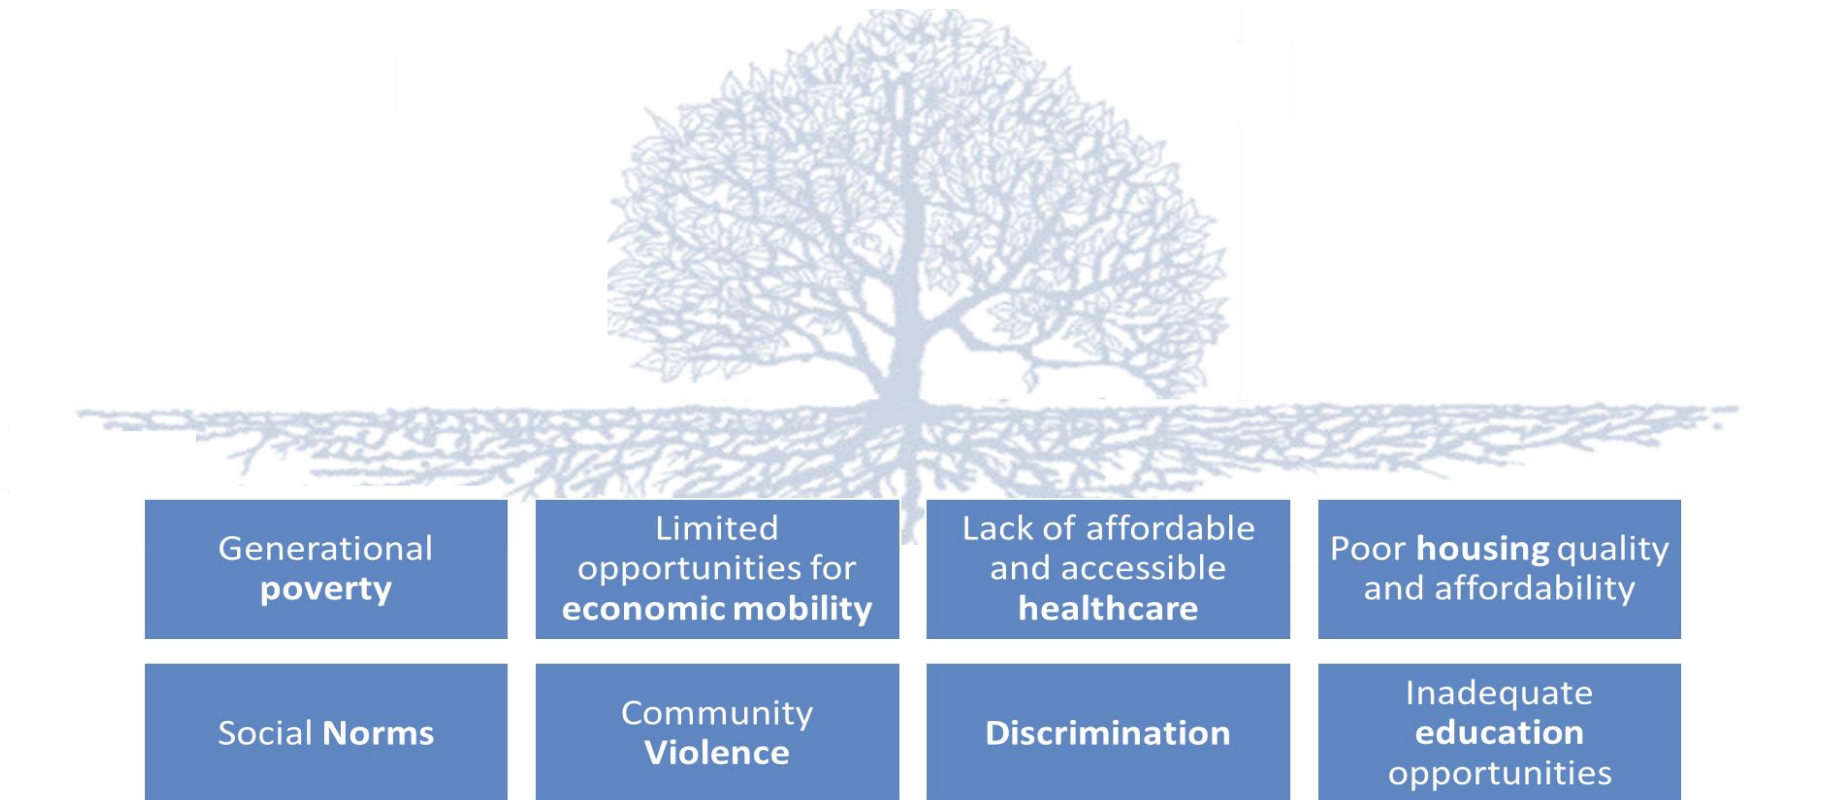 Generational
poverty
Limited
opportunities for
economic mobility
Lack of affordable
and accessible
healthcare
Poor housing quality
and affordability
Social Norms
Community
Violence
Discrimination
Inadequate
education
opportunities